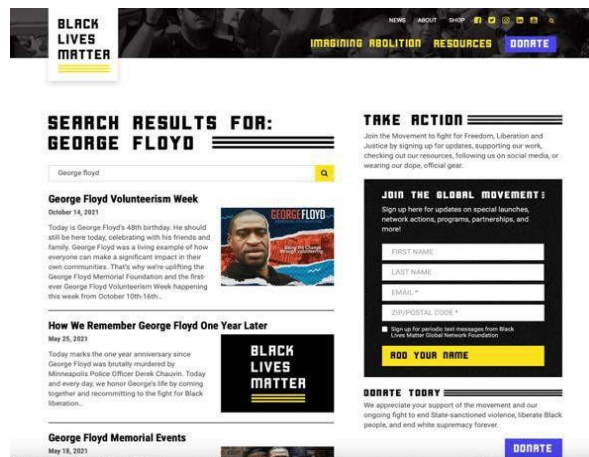 BLACK
LIVES
MATTER
NEWS ABOUT SHOP
IMAGINING ABOLITION RESOURCES DONATE
SEARCH RESULTS FOR:
GEORGE FLOYD
George floyd
George Floyd Volunteerism Week
October 14, 2021
Today is George Floyd's 48th birthday. He should
still be here today, celebrating with his friends and
family. George Floyd was a living example of how
everyone can make a significant impact in their
own communities. That's why we're uplifting the
George Floyd Memorial Foundation and the first-
ever George Floyd Volunteerism Week happening
this week from October 10th-16th..
GEORGE FLOYD
Being the Change
through volunteering
How We Remember George Floyd One Year Later
May 25, 2021
Today marks the one year anniversary since
George Floyd was brutally murdered by
Minneapolis Police Officer Derek Chauvin. Today
and every day, we honor George's life by coming
together and recommitting to the fight for Black
liberation..
BLACK
LIVES
MATTER
George Floyd Memorial Events
May 18, 2021
TAKE ACTION
Join the Movement to fight for Freedom, Liberation and
Justice by signing up for updates, supporting our work,
checking out our resources, following us on social media, or
wearing our dope, official gear.
JOIN THE GLOBAL MOVEMENT
Sign up here for updates on special launches,
network actions, programs, partnerships, and
more!
FIRST NAME
LAST NAME
EMAIL *
ZIP/POSTAL CODE *
Sign up for periodic text messages from Black
Lives Matter Global Network Foundation
ADD YOUR NAME
DONATE TODAY
We appreciate your support of the movement and our
ongoing fight to end State-sanctioned violence, liberate Black
people, and end white supremacy forever.
DONATE